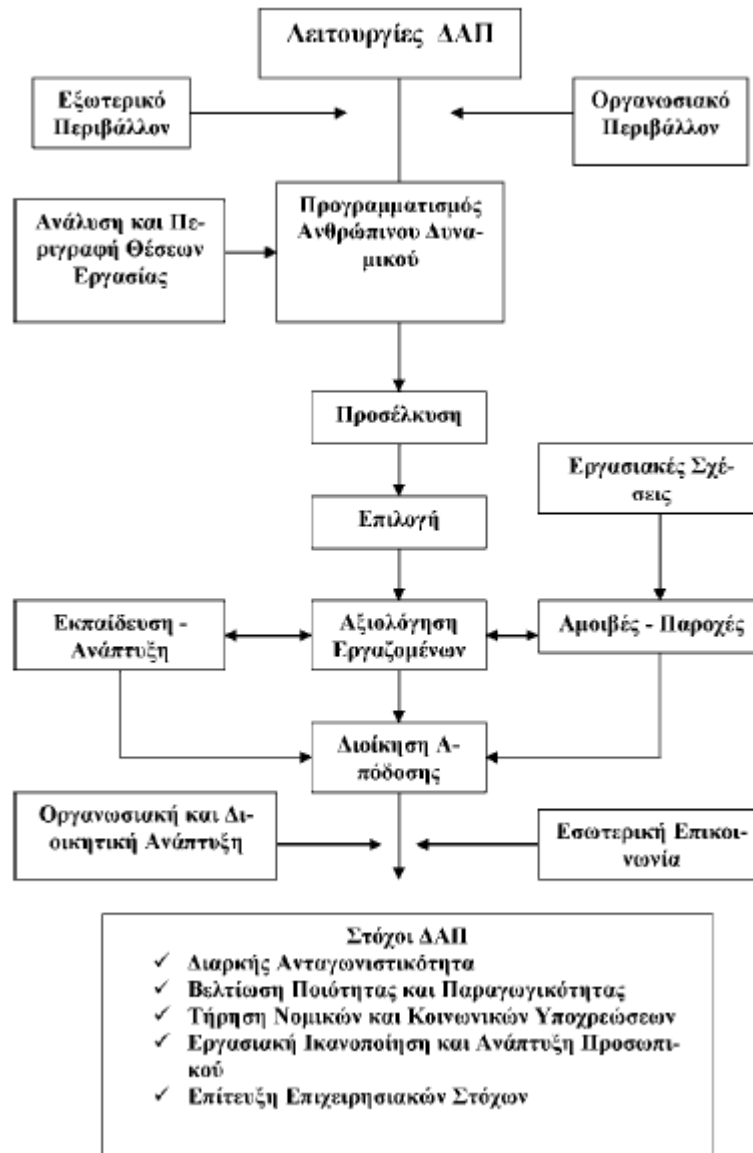 Λειτουργίες ΔΑΠ
Εξωτερικό
Περιβάλλον
Οργανωσιακό
Περιβάλλον
Ανάλυση και Πε-
ριγραφή Θέσεων
Εργασίας
Προγραμματισμός
Ανθρώπινου Δυνα-
μικού
Προσέλκυση
Εργασιακές Σχέ-
σεις
Επιλογή
Εκπαίδευση -
Ανάπτυξη
Αξιολόγηση
Εργαζομένων
Αμοιβές - Παροχές
Διοίκηση Α-
πόδοσης
Οργανωσιακή και Δι-
οικητική Ανάπτυξη
Εσωτερική Επικοι-
νωνία
Στόχοι ΔΑΠ
✓ Διαρκής Ανταγωνιστικότητα
✓ Βελτίωση Ποιότητας και Παραγωγικότητας
✓ Τήρηση Νομικών και Κοινωνικών Υποχρεώσεων
✓ Εργασιακή Ικανοποίηση και Ανάπτυξη Προσωπι-
κού
✓ Επίτευξη Επιχειρησιακών Στόχων